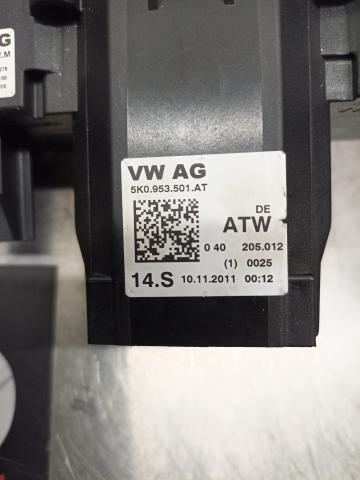 G
.M
VW AG
5K0.953.501.AT
DE
ATW
0 40 205.012
(1) 0025
14.S 10.11.2011 00:12